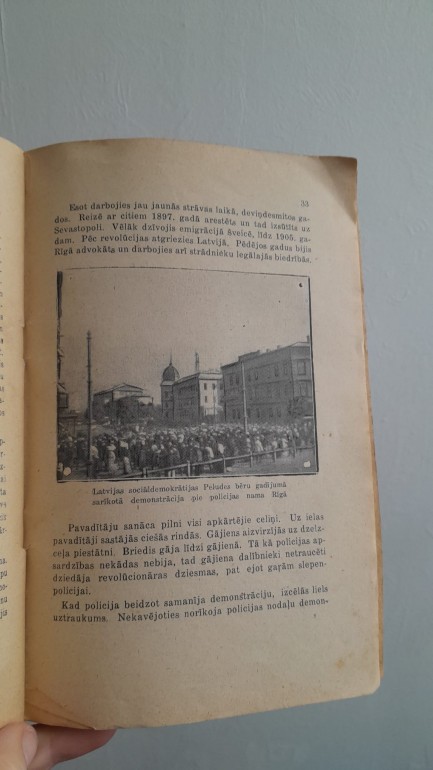 33
Esot darbojies jau jaunās strāvas laikā, deviņdesmitos ga-
dos. Reizē ar citiem 1897. gadā arestēts un tad izsūtīts uz
Sevastopoli. Vēlāk dzīvojis emigrācijā Šveicē, līdz 1905. ga-
dam. Pēc revolūcijas atgriezies Latvijā. Pēdējos gadus bijis
Rīgā advokāts un darbojies arī strādnieku legālajās biedrībās.
Latvijas sociāldemokrātijas Peludus bēru gadījumā
sarīkotā demonstrācija pie policijas nama Rīgā
Pavadītāju sanāca pilni visi apkārtējie celiņi. Uz ielas
pavadītāji sastājās ciešās rindās. Gājiens aizvirzijās uz dzelz-
ceļa piestātni. Briedis gāja līdzi gājienā. Tā kā policijas ap-
sardzības nekādas nebija, tad gājiena dalībnieki netraucēti
dziedāja revolūcionāras dziesmas, pat ejot gaŗām slepen-
policijai.
Kad policija beidzot samanīja demonstrāciju, izcēlās liels
uztraukums. Nekavējoties norīkoja policijas nodaļu demon-